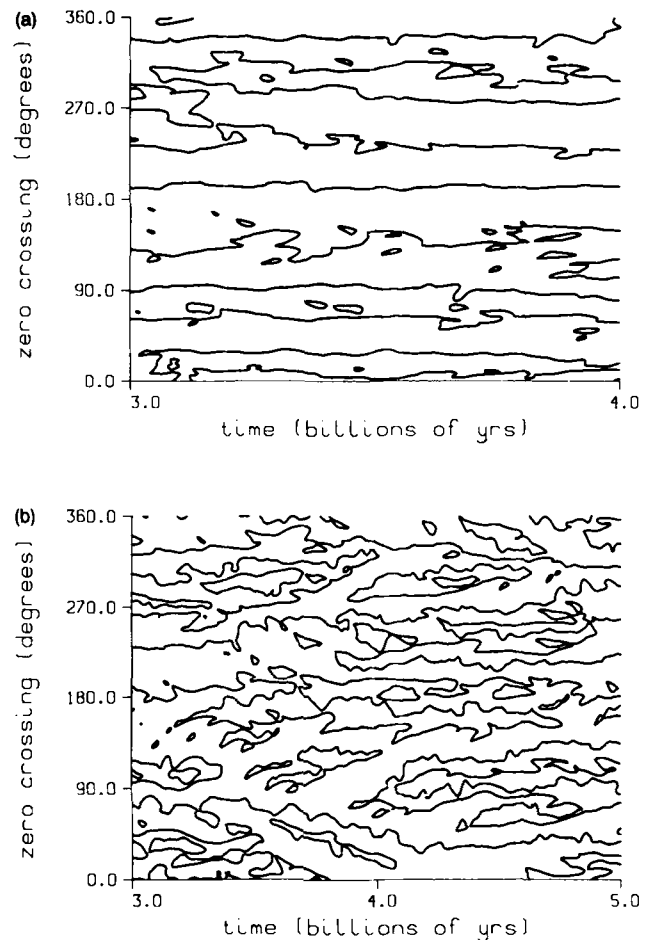 (a)
360.0
270.0
180.0
90.0
0.0
zero crossing (degrees)
3.0
4.0
time (billions of yrs)
(b)
360.0
270.0
180.0
90.0
0.0
zero crossing (degrees)
3.0
4.0
5.0
time (billions of yrs)